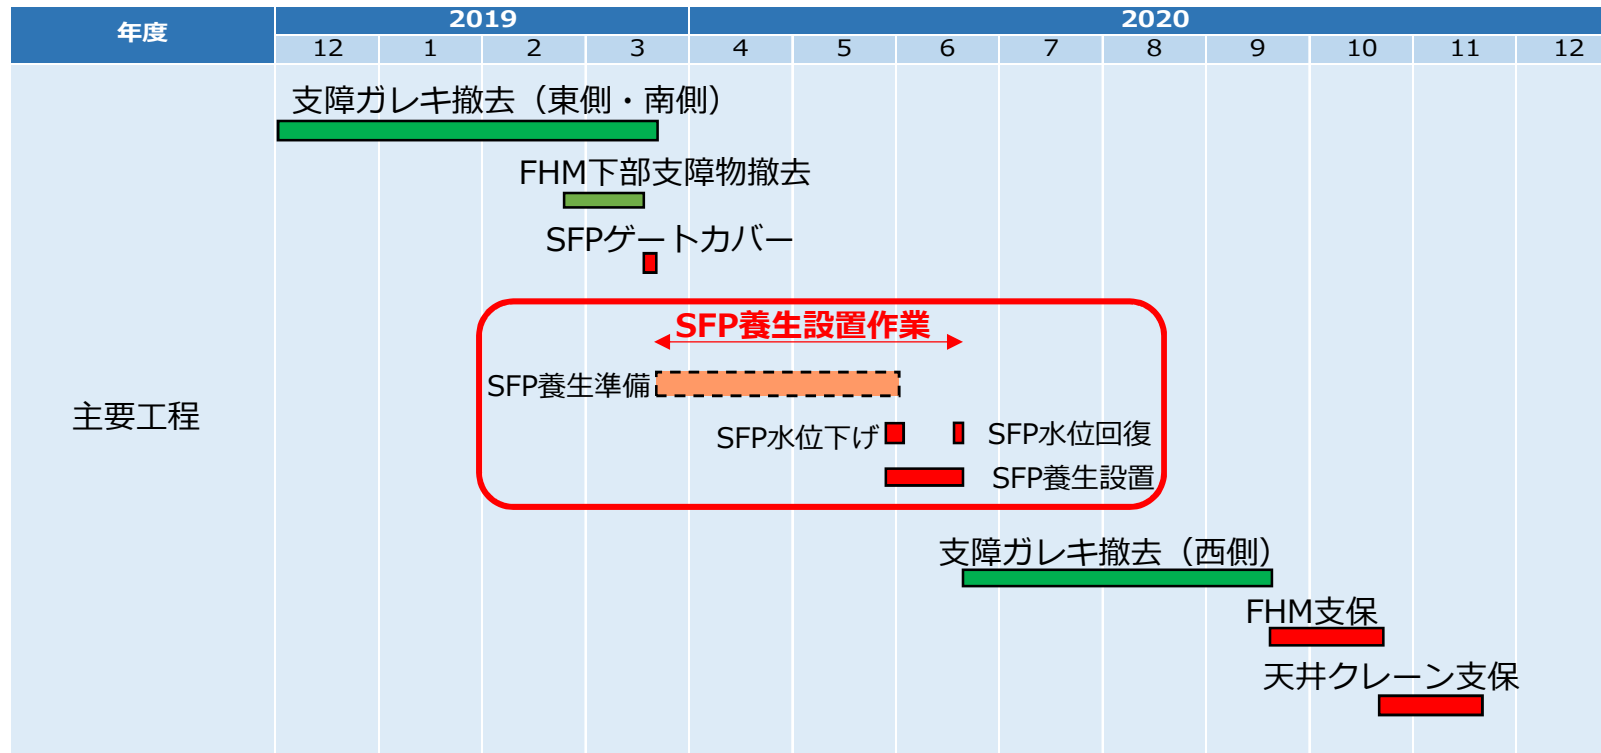 年度
2019
2020
12 1 2 3 4 5 6 7 8 9 10 11 12
支障ガレキ撤去（東側・南側）
FHM下部支障物撤去
SFPゲートカバー
SFP養生設置作業
SFP養生準備
主要工程
SFP水位下げ
SFP水位回復
SFP養生設置
支障ガレキ撤去（西側）
FHM支保
天井クレーン支保